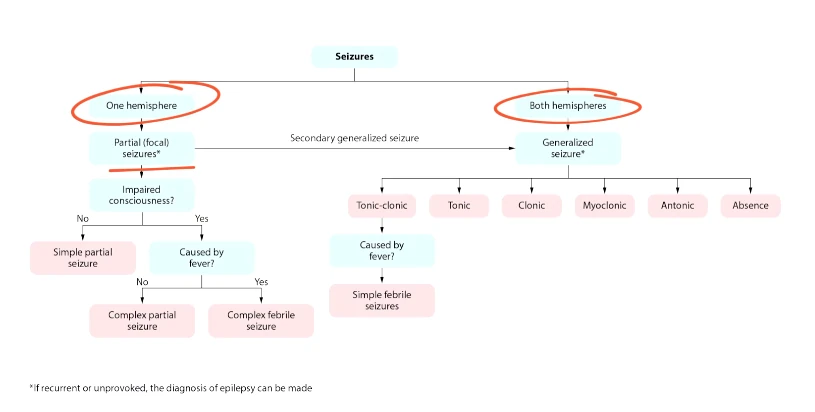 Seizures
One hemisphere
Both hemispheres
Partial (focal)
seizures*
Secondary generalized seizure
Generalized
seizure*
Impaired
consciousness?
No
Yes
Tonic-clonic
Tonic
Clonic
Myoclonic
Antonic
Absence
Simple partial
seizure
Caused by
fever?
Caused by
fever?
No
Yes
Complex partial
seizure
Complex febrile
seizure
Simple febrile
seizures
*If recurrent or unprovoked, the diagnosis of epilepsy can be made